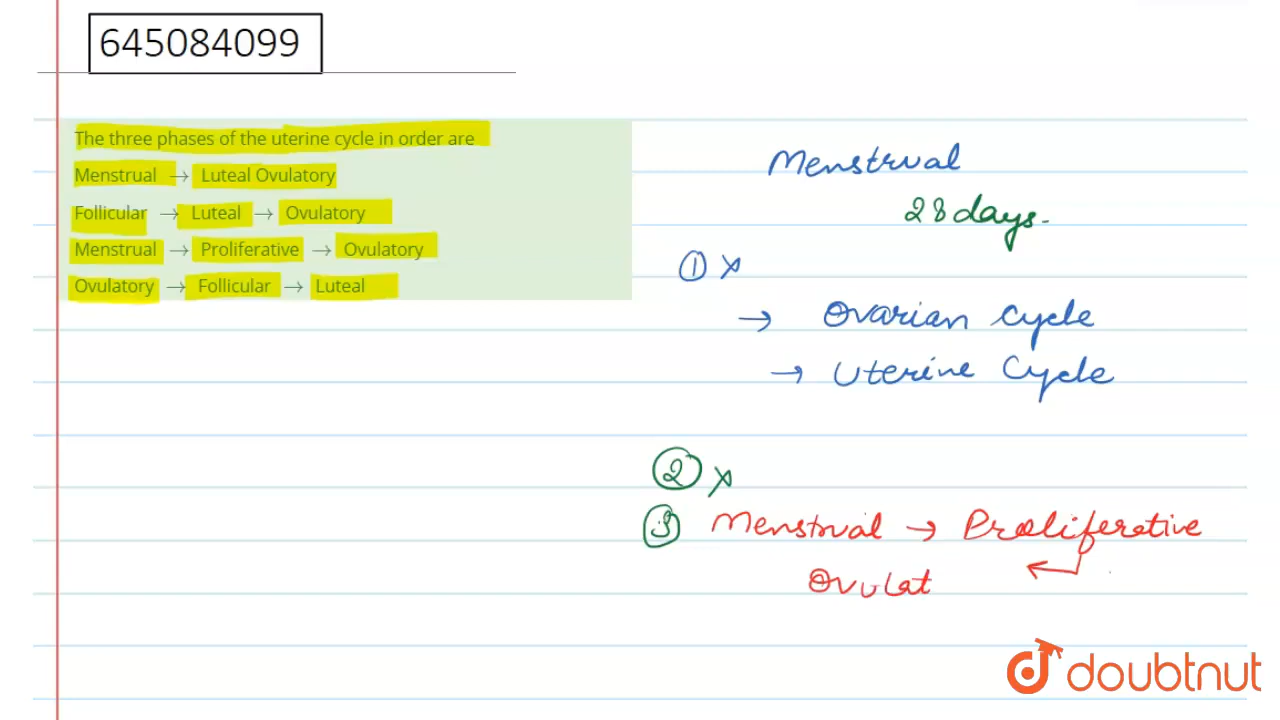 645084099
The three phases of the uterine cycle in order are
Menstrual → Luteal Ovulatory
Follicular → Luteal → Ovulatory
Menstrual → Proliferative → Ovulatory
Ovulatory → Follicular → Luteal
Menstrual
28 days.
① ×
→ Ovarian Cycle
→ Uterine Cycle
② ×
③ Menstrual → Proliferative
Ovulat ←
doubtnut